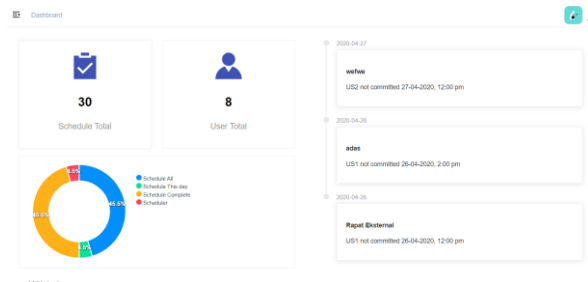 Dashboard
30
Schedule Total
8
User Total
45.5%
Schedule All
Schedule This day
Schedule Complete
Scheduler
2020-04-27
wefwe
US2 not committed 27-04-2020, 12:00 pm
2020-04-26
adas
US1 not committed 26-04-2020, 2:00 pm
2020-04-26
Rapat Eksternal
US1 not committed 26-04-2020, 12:00 pm